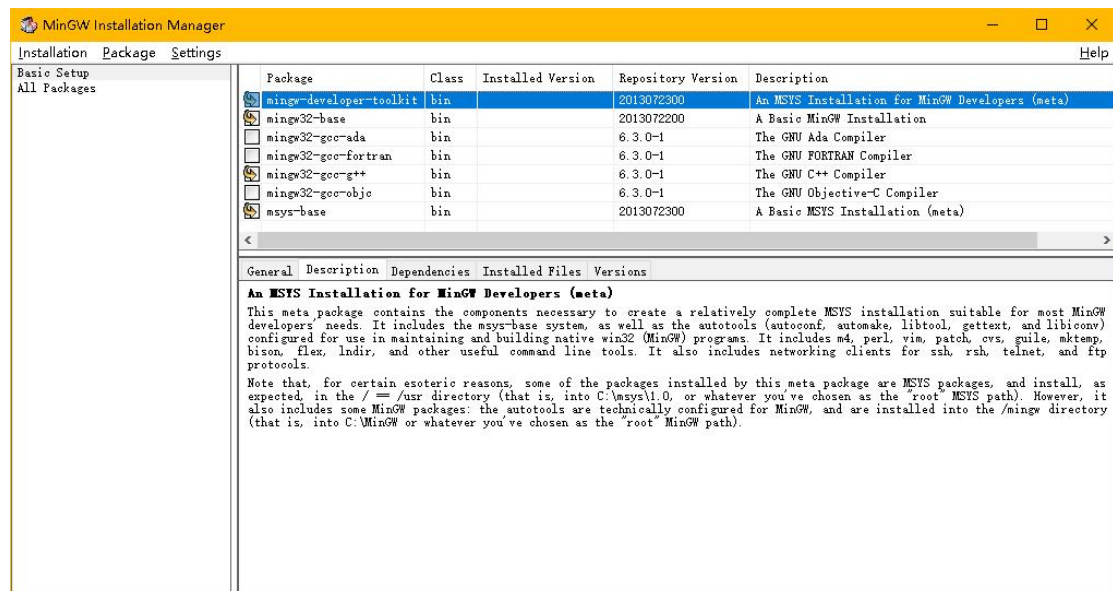 MinGW Installation Manager
Installation Package Settings Help
Basic Setup
All Packages
Package Class Installed Version Repository Version Description
mingw-developer-toolkit bin 2013072300 An MSYS Installation for MinGW Developers (meta)
mingw32-base bin 2013072200 A Basic MinGW Installation
mingw32-gcc-ada bin 6.3.0-1 The GNU Ada Compiler
mingw32-gcc-fortran bin 6.3.0-1 The GNU FORTRAN Compiler
mingw32-gcc-g++ bin 6.3.0-1 The GNU C++ Compiler
mingw32-gcc-objc bin 6.3.0-1 The GNU Objective-C Compiler
msys-base bin 2013072300 A Basic MSYS Installation (meta)
General Description Dependencies Installed Files Versions
An MSYS Installation for MinGW Developers (meta)
This meta package contains the components necessary to create a relatively complete MSYS installation suitable for most MinGW
developers' needs. It includes the msys-base system, as well as the autotools (autoconf, automake, libtool, gettext, and libiconv)
configured for use in maintaining and building native win32 (MinGW) programs. It includes m4, perl, vim, patch, cvs, guile, mktemp,
bison, flex, lndir, and other useful command line tools. It also includes networking clients for ssh, rsh, telnet, and ftp
protocols.
Note that, for certain esoteric reasons, some of the packages installed by this meta package are MSYS packages, and install, as
expected, in the / == /usr directory (that is, into C:\msys\1.0, or whatever you've chosen as the "root" MSYS path). However, it
also includes some MinGW packages: the autotools are technically configured for MinGW, and are installed into the /mingw directory
(that is, into C:\MinGW or whatever you've chosen as the "root" MinGW path).